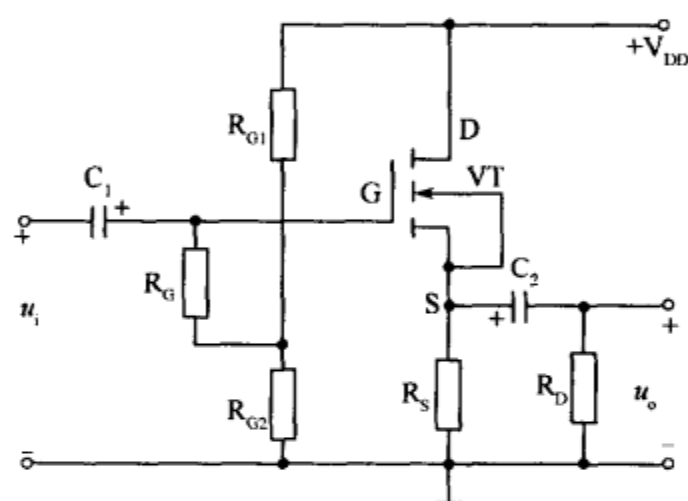 +V_DD
R_G1
D
C_1
+
G
VT
+
R_G
C_2
u_i
S
+
+
R_G2
R_S
R_D
u_o
-
-